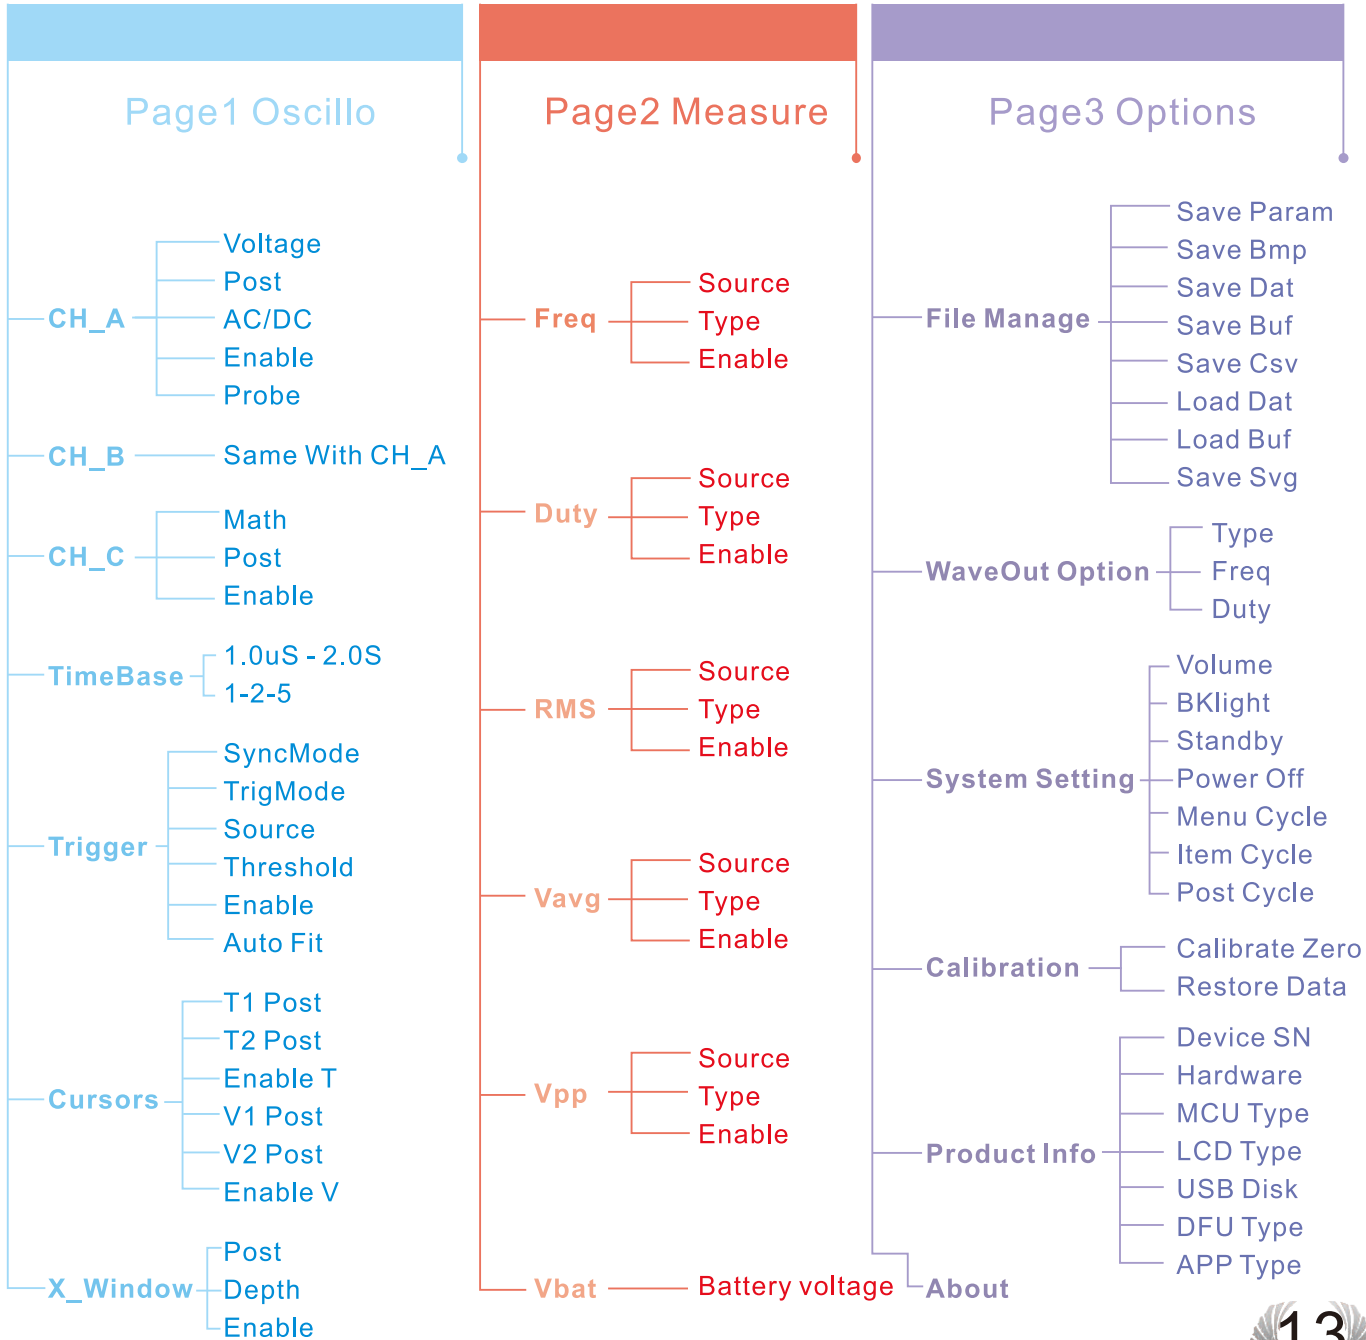 Page1 Oscillo
CH_A
Voltage
Post
AC/DC
Enable
Probe
CH_B
Same With CH_A
CH_C
Math
Post
Enable
TimeBase
1.0uS - 2.0S
1-2-5
Trigger
SyncMode
TrigMode
Source
Threshold
Enable
Auto Fit
Cursors
T1 Post
T2 Post
Enable T
V1 Post
V2 Post
Enable V
X_Window
Post
Depth
Enable
Page2 Measure
Freq
Source
Type
Enable
Duty
Source
Type
Enable
RMS
Source
Type
Enable
Vavg
Source
Type
Enable
Vpp
Source
Type
Enable
Vbat
Battery voltage
Page3 Options
File Manage
Save Param
Save Bmp
Save Dat
Save Buf
Save Csv
Load Dat
Load Buf
Save Svg
WaveOut Option
Type
Freq
Duty
System Setting
Volume
BKlight
Standby
Power Off
Menu Cycle
Item Cycle
Post Cycle
Calibration
Calibrate Zero
Restore Data
Product Info
Device SN
Hardware
MCU Type
LCD Type
USB Disk
DFU Type
APP Type
About
13